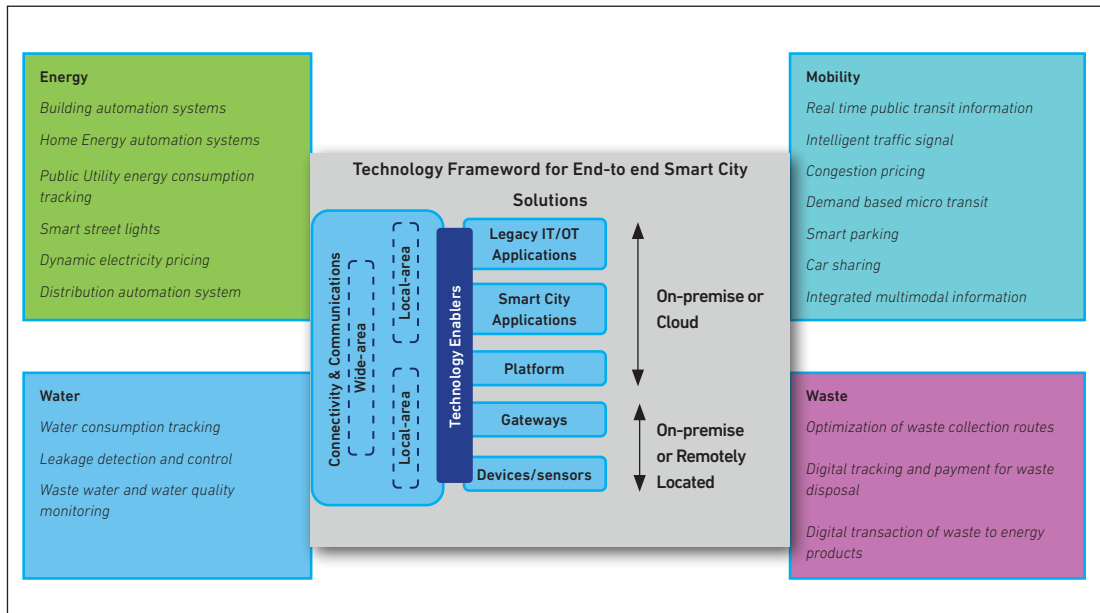 Energy
Building automation systems
Home Energy automation systems
Public Utility energy consumption
tracking
Smart street lights
Dynamic electricity pricing
Distribution automation system
Mobility
Real time public transit information
Intelligent traffic signal
Congestion pricing
Demand based micro transit
Smart parking
Car sharing
Integrated multimodal information
Technology Frameword for End-to end Smart City
Solutions
Connectivity & Communications
Wide-area
Local-area
Local-area
Technology Enablers
Legacy IT/OT
Applications
Smart City
Applications
Platform
Gateways
Devices/sensors
On-premise or
Cloud
On-premise
or Remotely
Located
Water
Water consumption tracking
Leakage detection and control
Waste water and water quality
monitoring
Waste
Optimization of waste collection routes
Digital tracking and payment for waste
disposal
Digital transaction of waste to energy
products